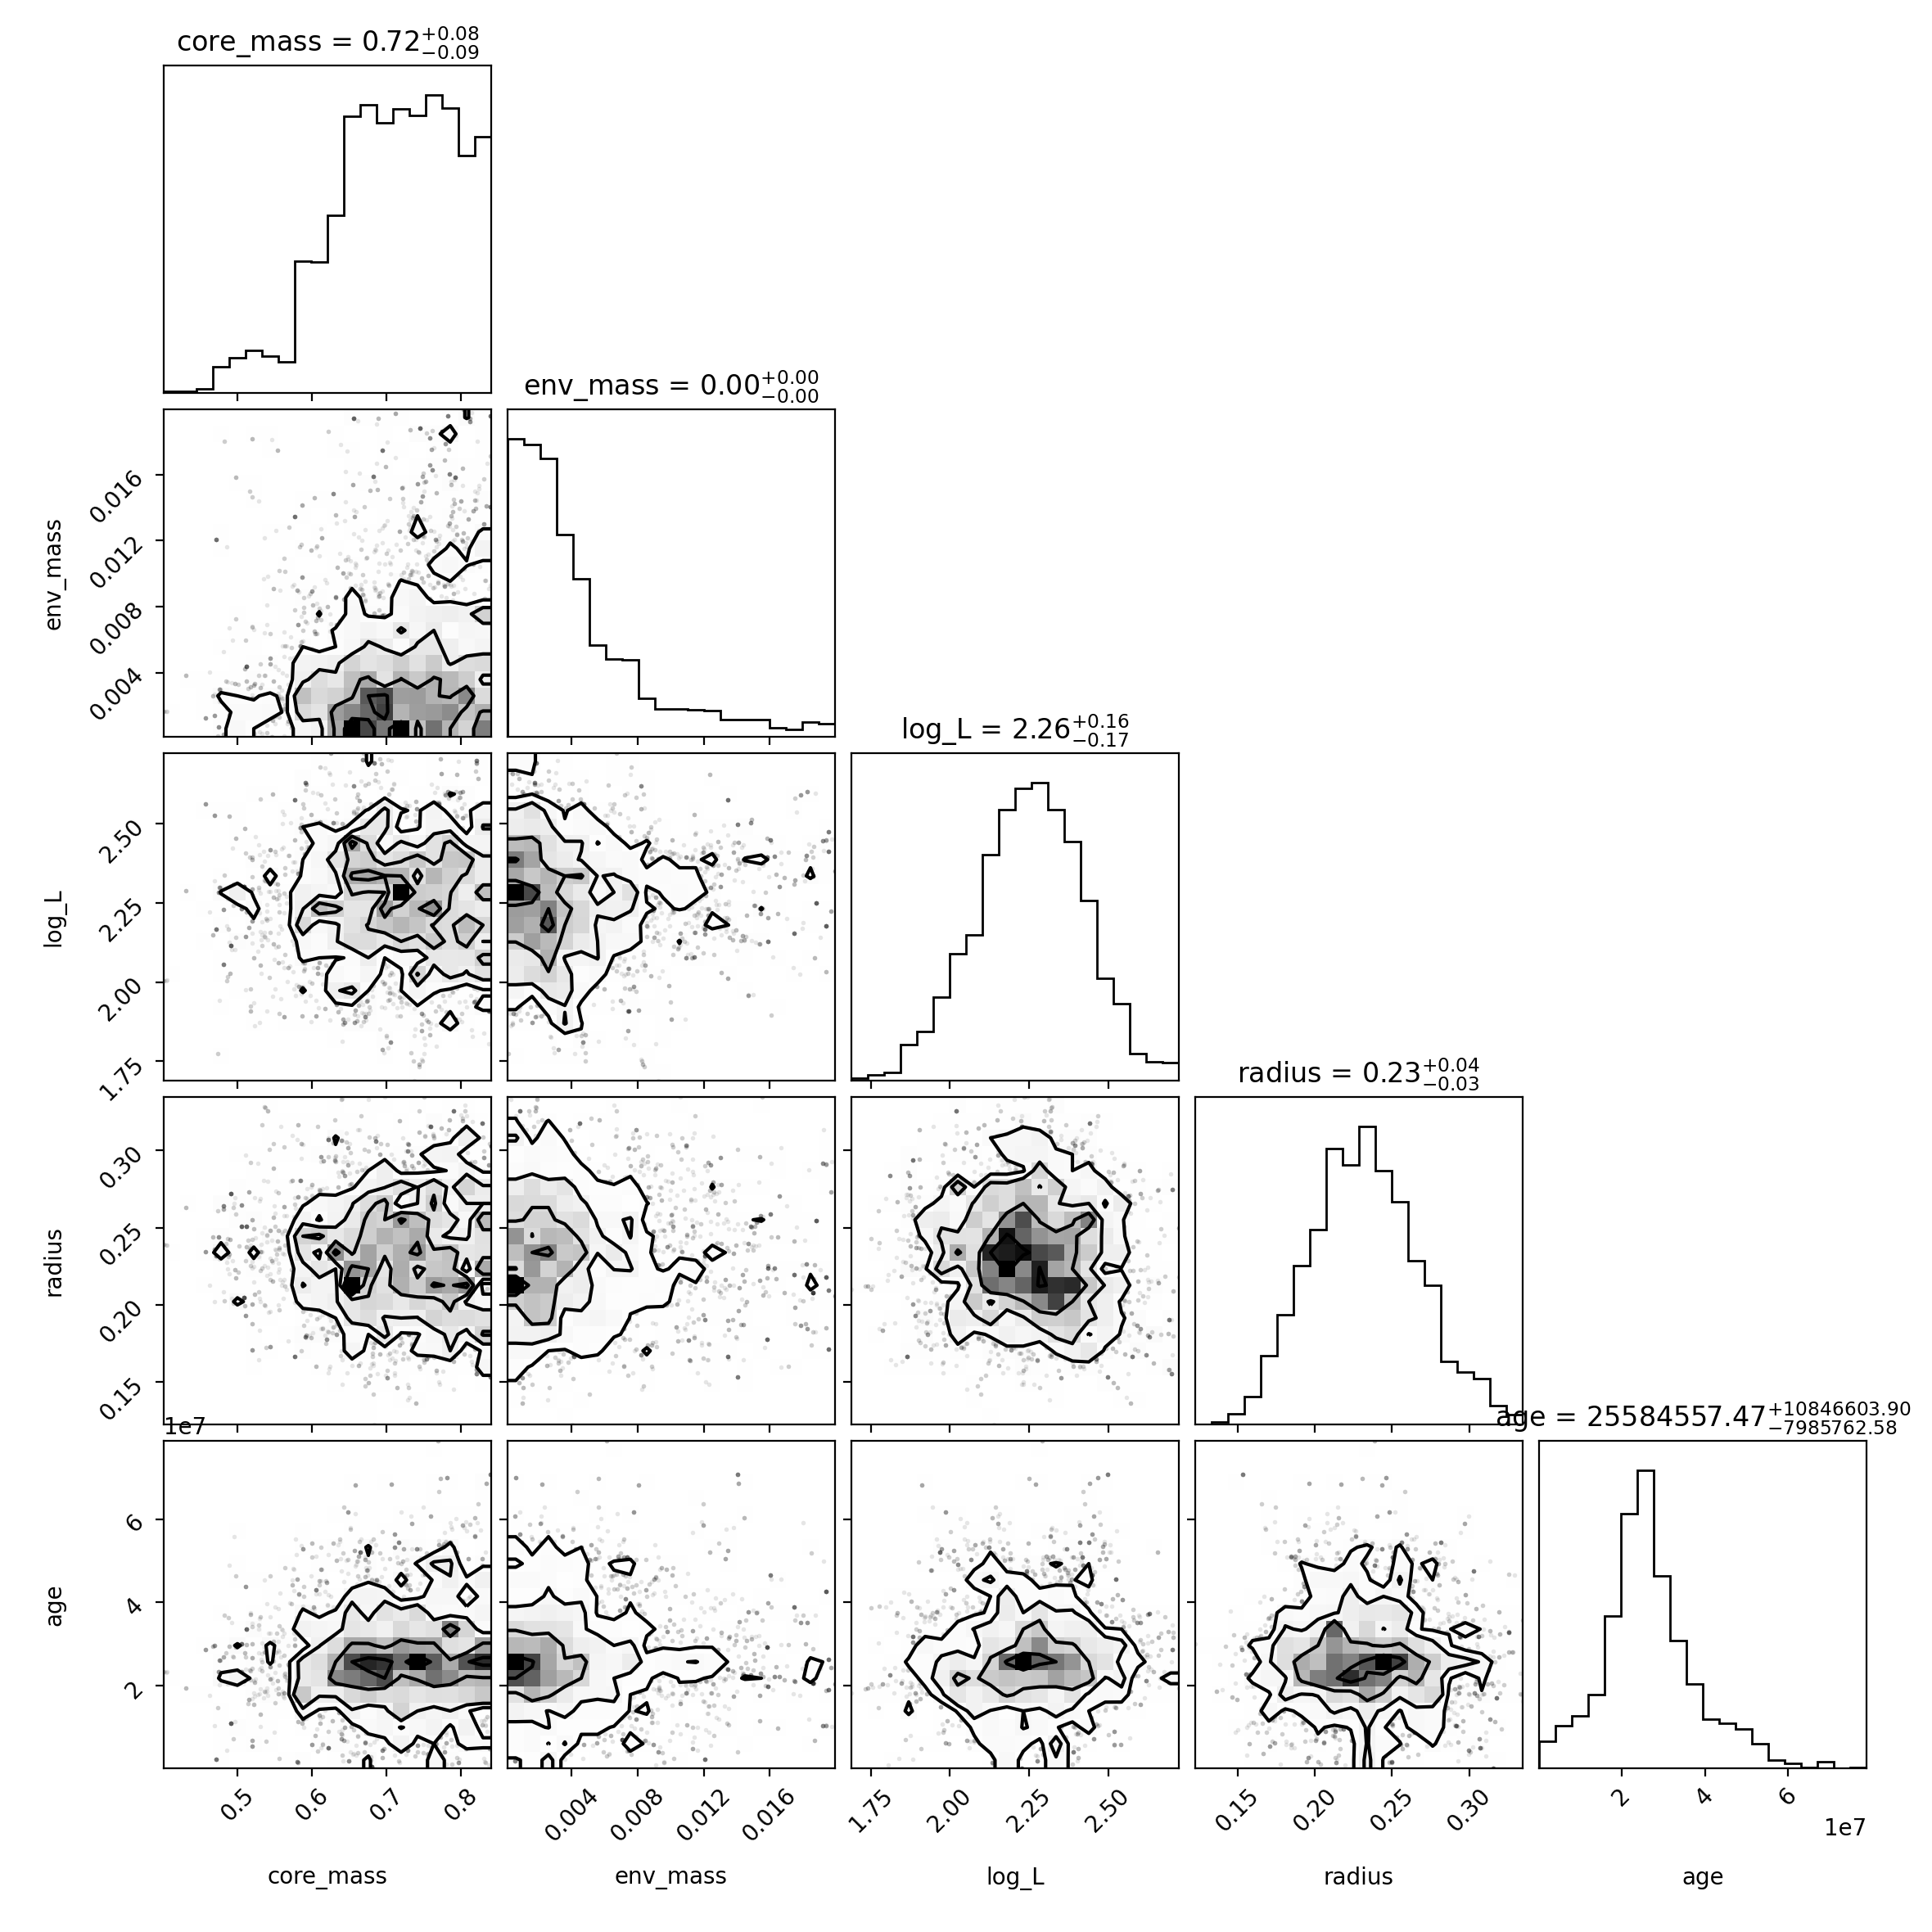 core_mass = 0.72+0.08−0.09
env_mass = 0.00+0.00−0.00
0.016
0.012
0.008
0.004
env_mass
log_L = 2.26+0.16−0.17
2.50
2.25
2.00
1.75
log_L
radius = 0.23+0.04−0.03
0.30
0.25
0.20
0.15
radius
1e7
age = 25584557.47+10846603.90−7985762.58
6
4
2
age
0.5 0.6 0.7 0.8
0.004 0.008 0.012 0.016
1.75 2.00 2.25 2.50
0.15 0.20 0.25 0.30
2 4 6
1e7
core_mass env_mass log_L radius age